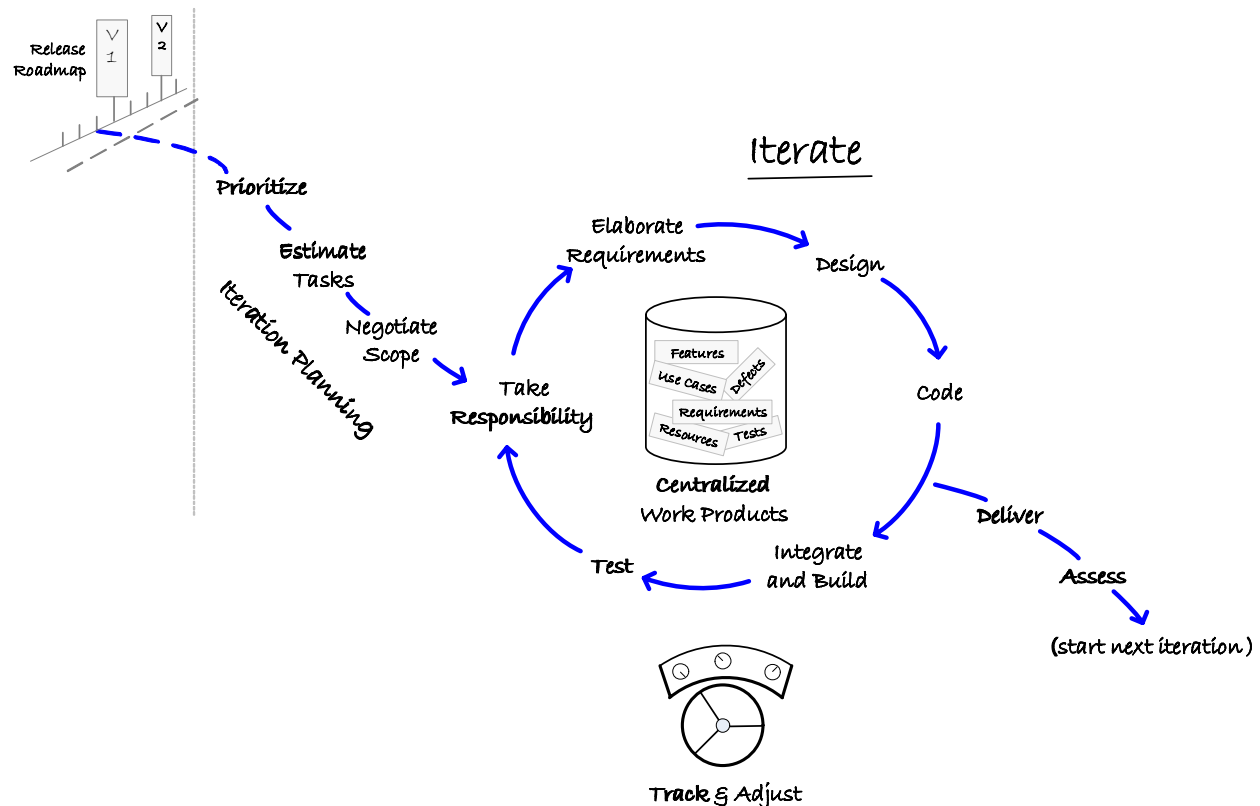 Release
Roadmap
V
1
V
2
Iterate
Prioritize
Estimate
Tasks
Negotiate
Scope
Iteration Planning
Take
Responsibility
Elaborate
Requirements
Design
Code
Features
Use Cases
Defects
Requirements
Resources
Tests
Centralized
Work Products
Integrate
and Build
Test
Deliver
Assess
(start next iteration)
Track & Adjust